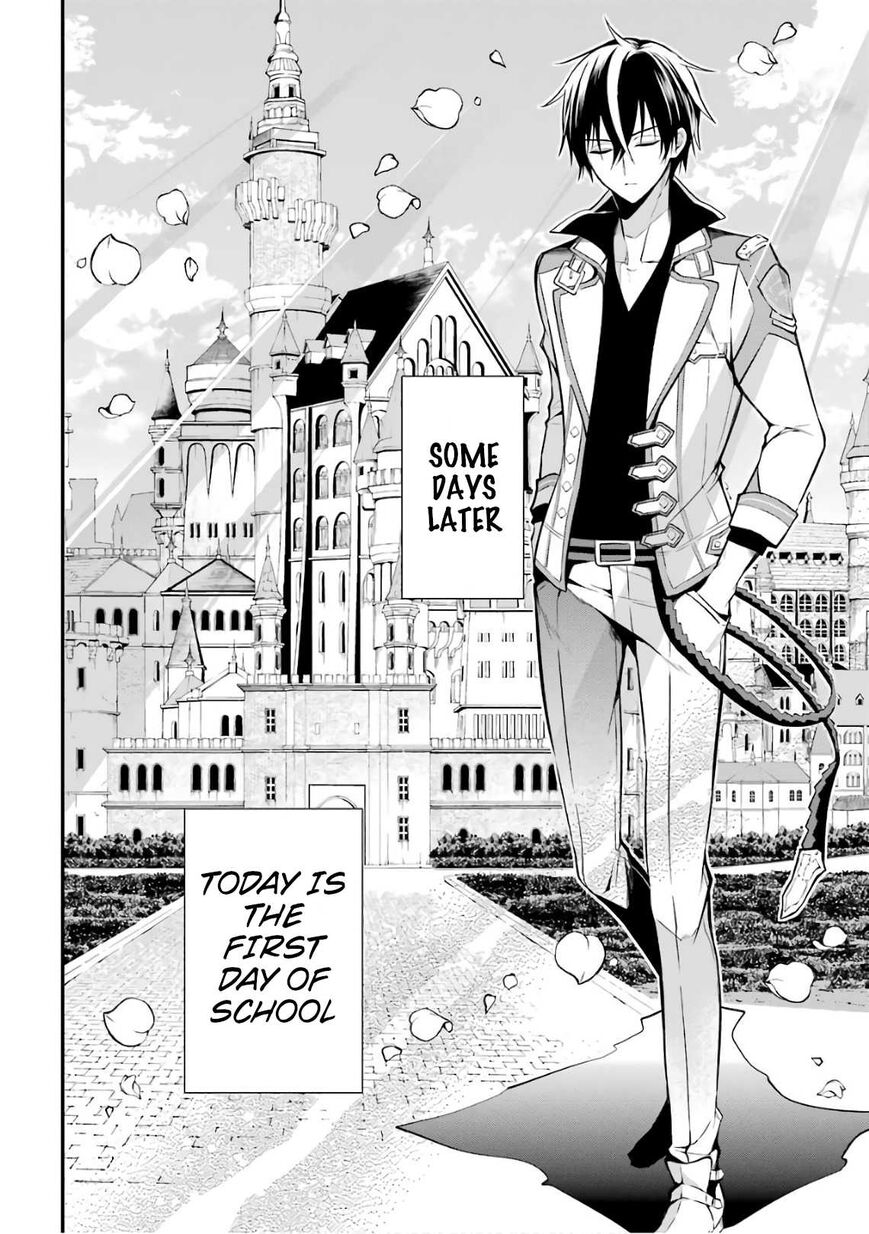 SOME
DAYS
LATER
TODAY IS
THE
FIRST
DAY OF
SCHOOL